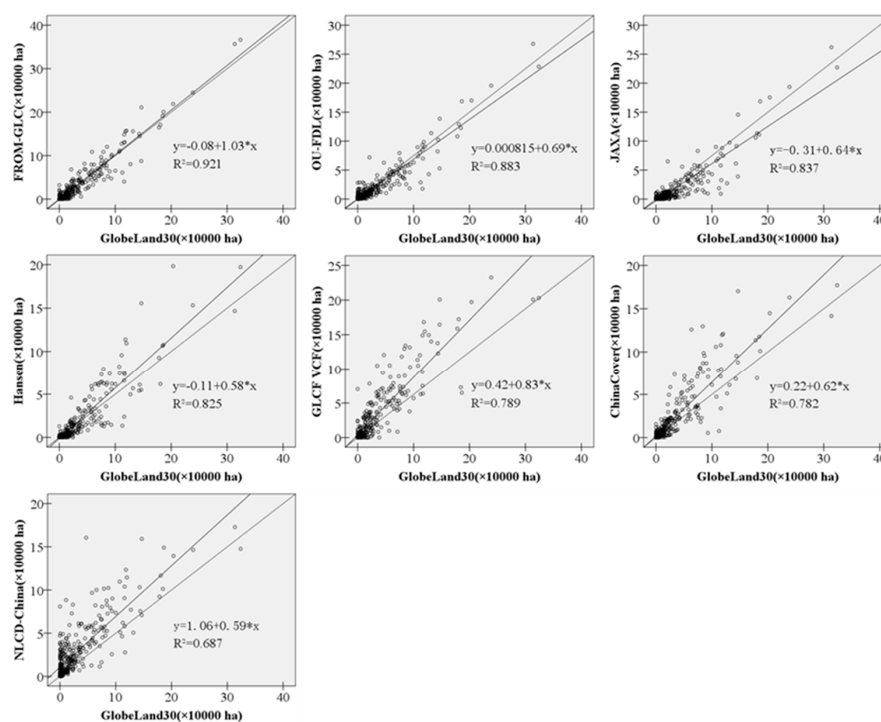 FROM-GLC(×10000 ha)
40
30
20
10
0
y=-0.08+1.03*x
R²=0.921
0 10 20 30 40
GlobeLand30(×10000 ha)
OU-FDL(×10000 ha)
30
25
20
15
10
5
0
y=0.000815+0.69*x
R²=0.883
0 10 20 30 40
GlobeLand30(×10000 ha)
JAXA(×10000 ha)
30
25
20
15
10
5
0
y=-0.31+0.64*x
R²=0.837
0 10 20 30 40
GlobeLand30(×10000 ha)
Hansen(×10000 ha)
20
15
10
5
0
y=-0.11+0.58*x
R²=0.825
0 10 20 30 40
GlobeLand30(×10000 ha)
GLCF VCF(×10000 ha)
25
20
15
10
5
0
y=0.42+0.83*x
R²=0.789
0 10 20 30 40
GlobeLand30(×10000 ha)
ChinaCover(×10000 ha)
20
15
10
5
0
y=0.22+0.62*x
R²=0.782
0 10 20 30 40
GlobeLand30(×10000 ha)
NLCD-China(×10000 ha)
20
15
10
5
0
y=1.06+0.59*x
R²=0.687
0 10 20 30 40
GlobeLand30(×10000 ha)